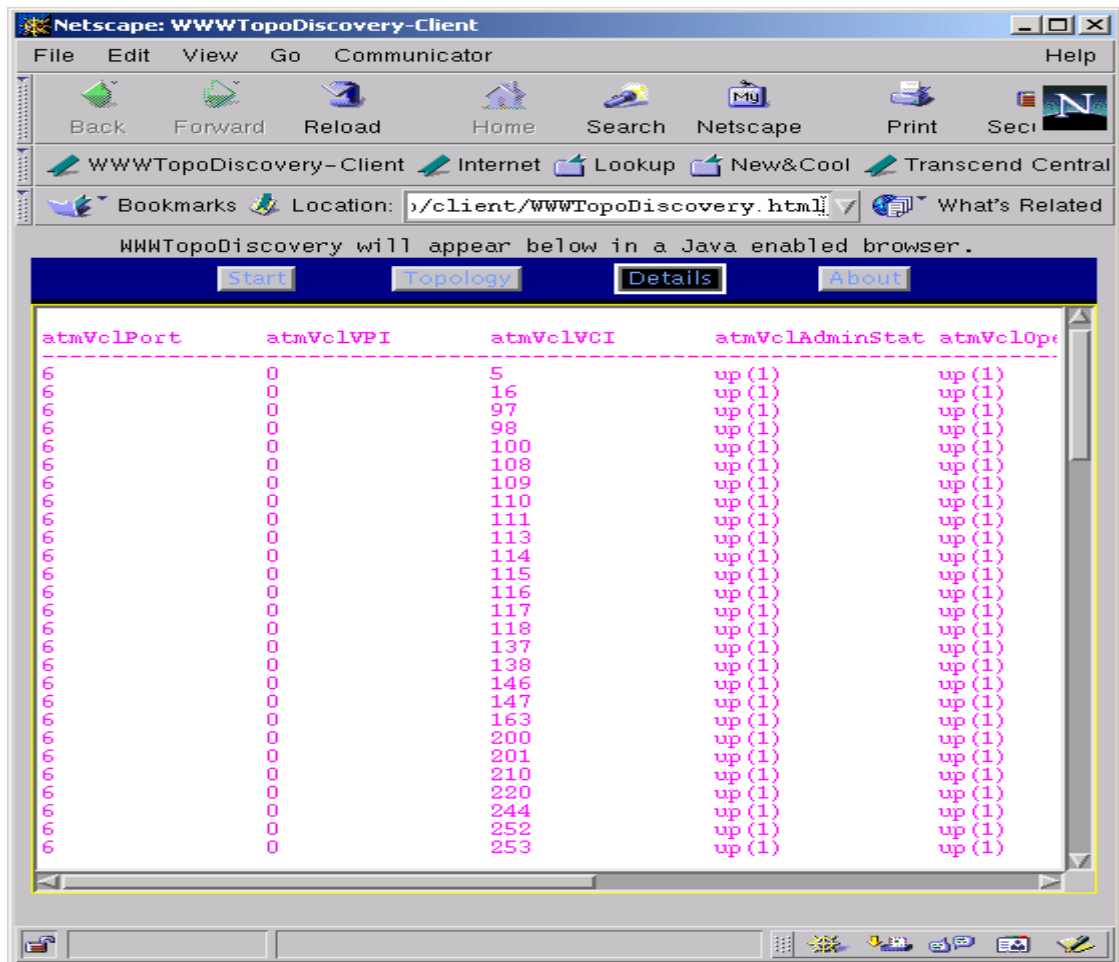 Netscape: WWWTopoDiscovery-Client
File Edit View Go Communicator Help
Back Forward Reload Home Search Netscape Print Secu
My N
WWWTopoDiscovery-Client Internet Lookup New&Cool Transcend Central
Bookmarks Location: /client/WWWTopoDiscovery.html What's Related
WWWTopoDiscovery will appear below in a Java enabled browser.
Start Topology Details About
atmVclPort atmVclVPI atmVclVCI atmVclAdminStat atmVclOpe
6 0 5 up(1) up(1)
6 0 16 up(1) up(1)
6 0 97 up(1) up(1)
6 0 98 up(1) up(1)
6 0 100 up(1) up(1)
6 0 108 up(1) up(1)
6 0 109 up(1) up(1)
6 0 110 up(1) up(1)
6 0 111 up(1) up(1)
6 0 113 up(1) up(1)
6 0 114 up(1) up(1)
6 0 115 up(1) up(1)
6 0 116 up(1) up(1)
6 0 117 up(1) up(1)
6 0 118 up(1) up(1)
6 0 137 up(1) up(1)
6 0 138 up(1) up(1)
6 0 146 up(1) up(1)
6 0 147 up(1) up(1)
6 0 163 up(1) up(1)
6 0 200 up(1) up(1)
6 0 201 up(1) up(1)
6 0 210 up(1) up(1)
6 0 220 up(1) up(1)
6 0 244 up(1) up(1)
6 0 252 up(1) up(1)
6 0 253 up(1) up(1)